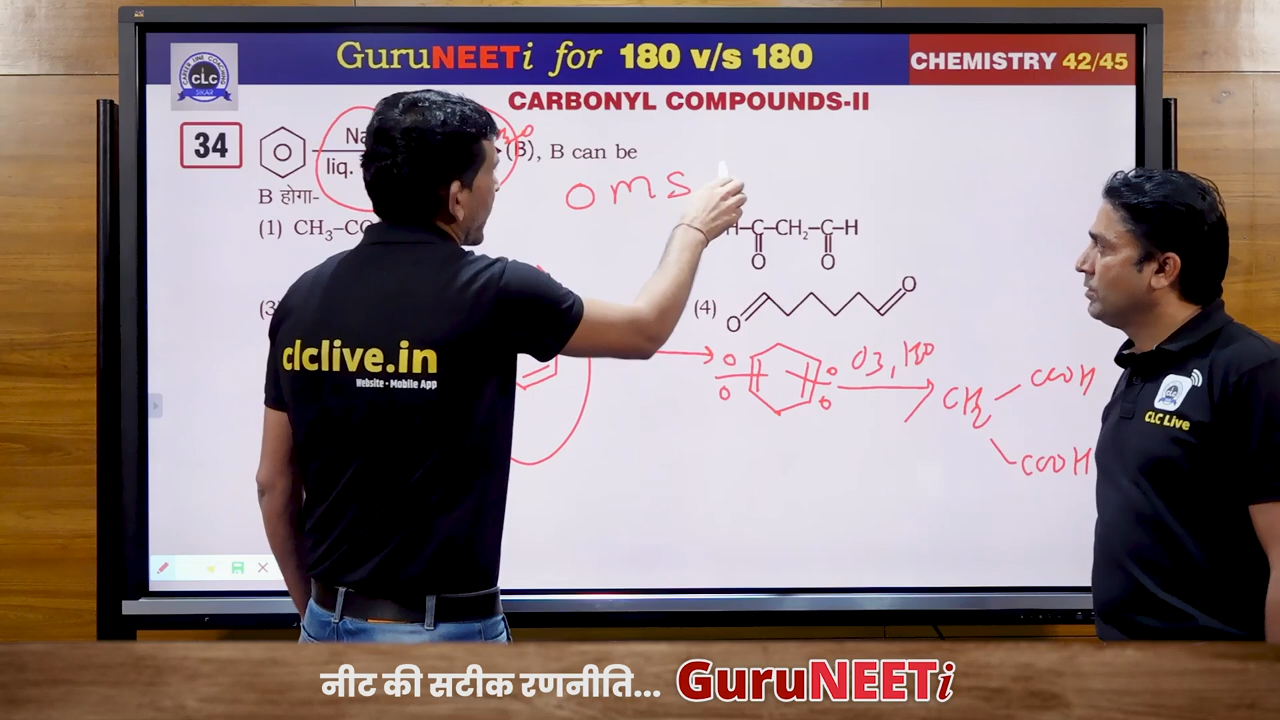 GuruNEETi for 180 v/s 180
CHEMISTRY 42/45
CLC
SIKAR
CARBONYL COMPOUNDS-II
34
Na
liq.
(B), B can be
B होगा-
O M S
(1) CH₃–CO
H–C–CH₂–C–H
O O
(3)
(4)
O O
O O
O O
O₃, H₂O
CH₂
COOH
COOH
clclive.in
Website • Mobile App
CLC Live
नीट की सटीक रणनीति... GuruNEETi